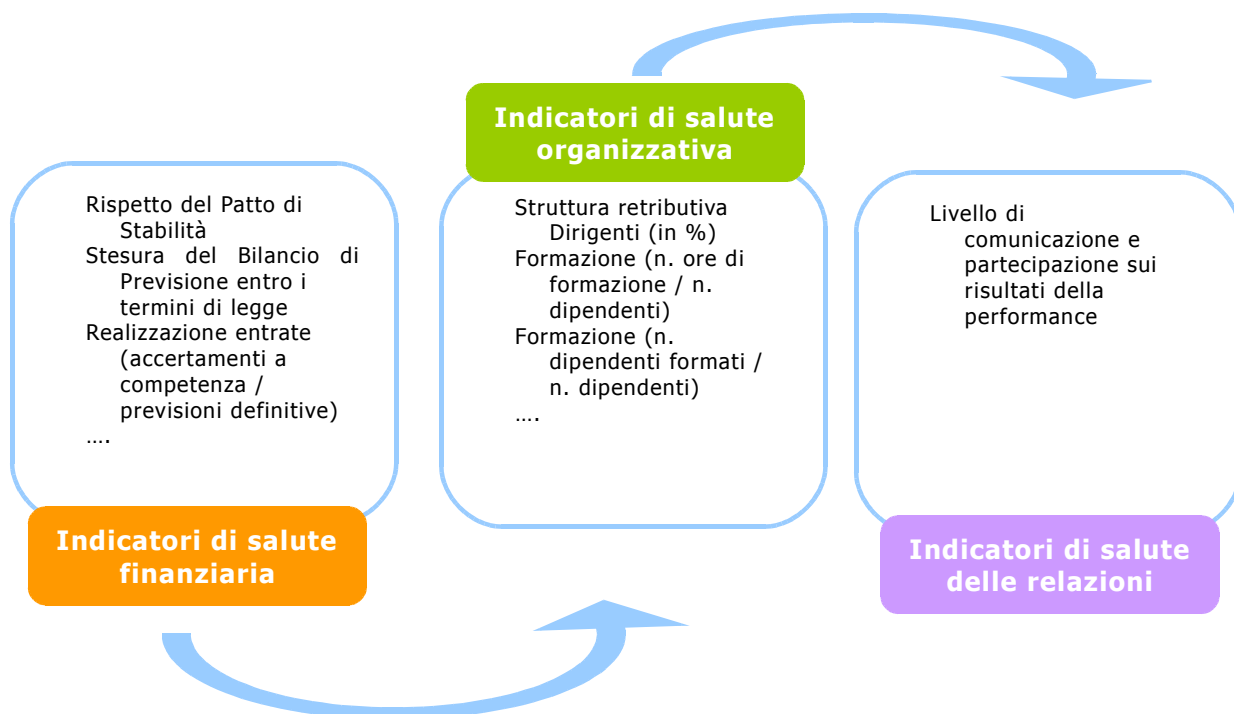 Rispetto del Patto di
Stabilità
Stesura del Bilancio di
Previsione entro i
termini di legge
Realizzazione entrate
(accertamenti a
competenza /
previsioni definitive)
….
Indicatori di salute
finanziaria
Indicatori di salute
organizzativa
Struttura retributiva
Dirigenti (in %)
Formazione (n. ore di
formazione / n.
dipendenti)
Formazione (n.
dipendenti formati /
n. dipendenti)
….
Livello di
comunicazione e
partecipazione sui
risultati della
performance
Indicatori di salute
delle relazioni